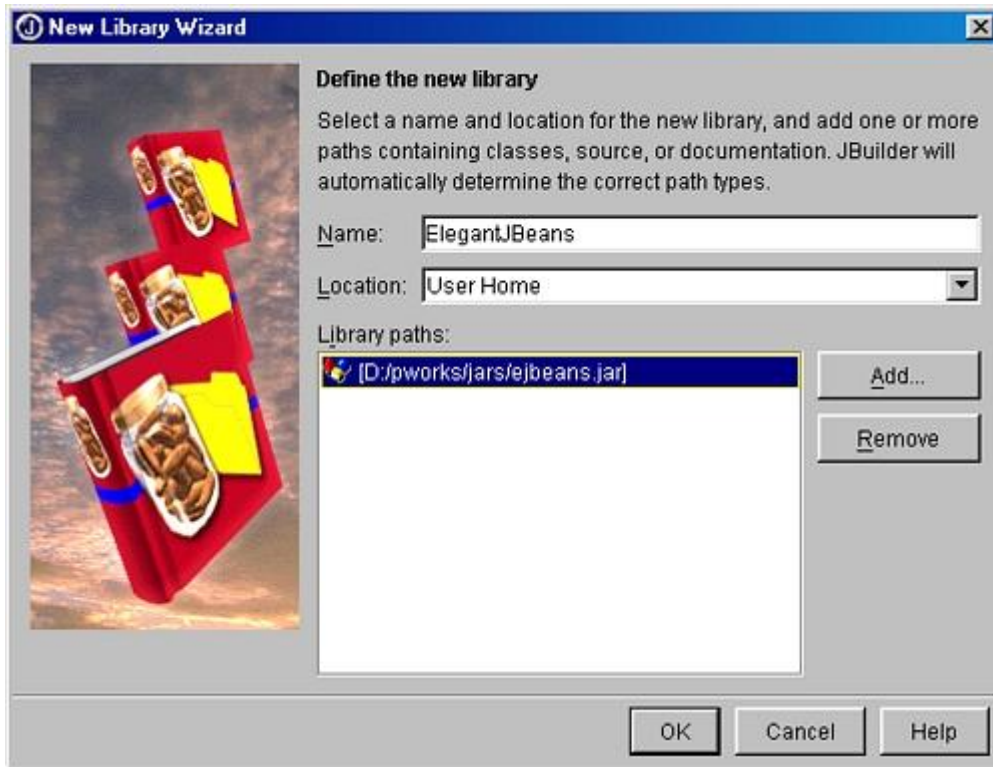 New Library Wizard
Define the new library
Select a name and location for the new library, and add one or more
paths containing classes, source, or documentation. JBuilder will
automatically determine the correct path types.
Name: ElegantJBeans
Location: User Home
Library paths:
[D:/pworks/jars/ejbeans.jar]
Add...
Remove
OK Cancel Help